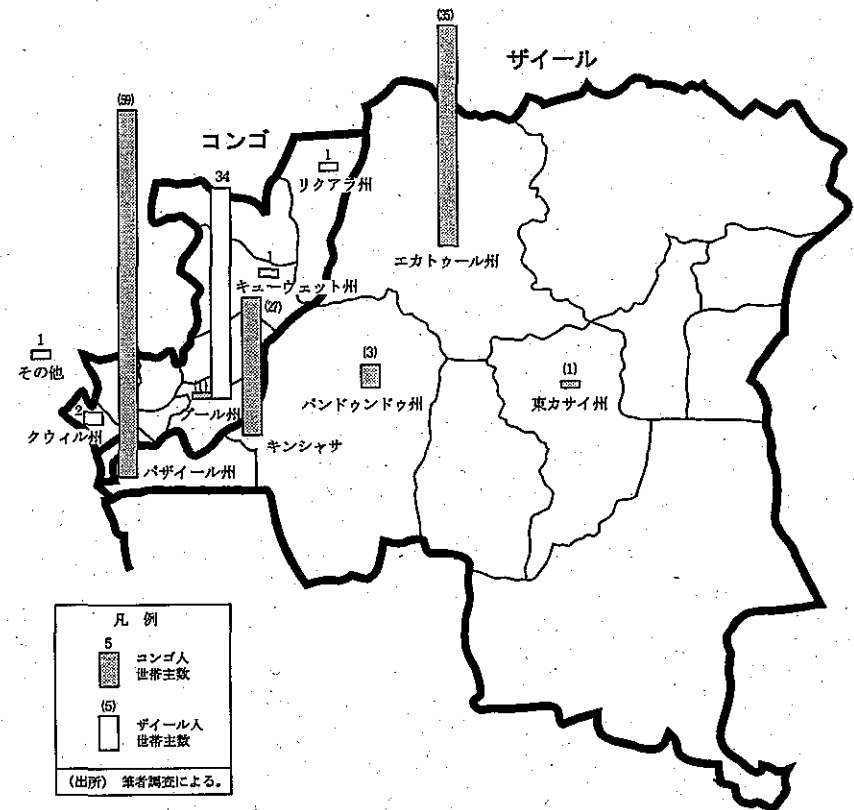 (35)
ザイール
(59)
コンゴ
1
リクアラ州
34
エカトゥール州
1
キューヴェット州
(27)
1
その他
(3)
バンドゥンドゥ州
(1)
東カサイ州
プール州
2
クウィル州
キンシャサ
バザイール州
凡 例
5
コンゴ人
世帯主数
(5)
ザイール人
世帯主数
(出所) 筆者調査による。